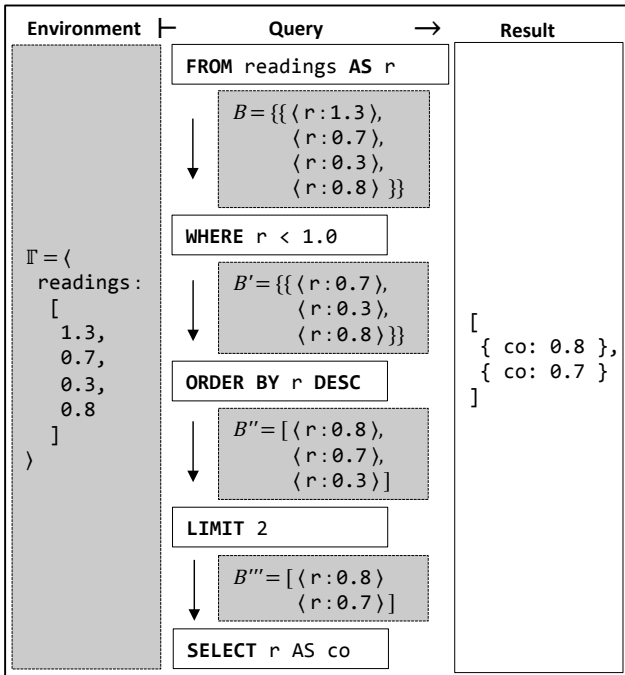 Environment ⊢ Query → Result
FROM readings AS r
B = {{ ⟨ r:1.3 ⟩,
⟨ r:0.7 ⟩,
⟨ r:0.3 ⟩,
⟨ r:0.8 ⟩ }}
WHERE r < 1.0
B′ = {{ ⟨ r:0.7 ⟩,
⟨ r:0.3 ⟩,
⟨ r:0.8 ⟩ }}
ORDER BY r DESC
B″ = [ ⟨ r:0.8 ⟩,
⟨ r:0.7 ⟩,
⟨ r:0.3 ⟩ ]
LIMIT 2
B‴ = [ ⟨ r:0.8 ⟩
⟨ r:0.7 ⟩ ]
SELECT r AS co
𝕋 = ⟨
readings:
[
1.3,
0.7,
0.3,
0.8
]
⟩
[
{ co: 0.8 },
{ co: 0.7 }
]